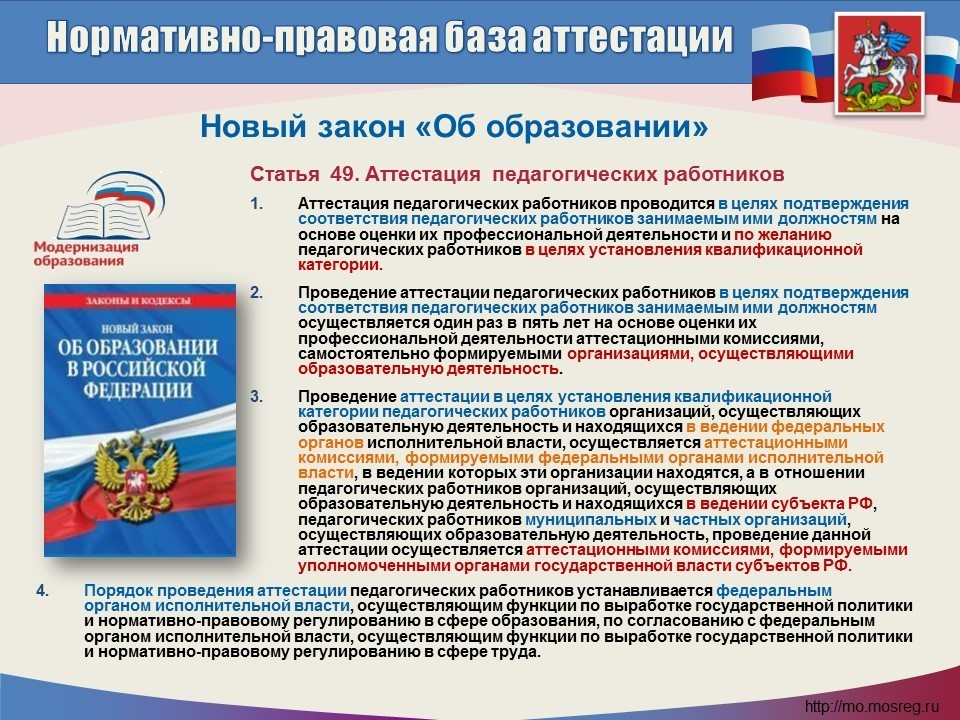 Нормативно-правовая база аттестации
Новый закон «Об образовании»
Модернизация
образования
ЗАКОНЫ И КОДЕКСЫ
НОВЫЙ ЗАКОН
ОБ ОБРАЗОВАНИИ
В РОССИЙСКОЙ
ФЕДЕРАЦИИ
Статья 49. Аттестация педагогических работников
1. Аттестация педагогических работников проводится в целях подтверждения
соответствия педагогических работников занимаемым ими должностям на
основе оценки их профессиональной деятельности и по желанию
педагогических работников в целях установления квалификационной
категории.
2. Проведение аттестации педагогических работников в целях подтверждения
соответствия педагогических работников занимаемым ими должностям
осуществляется один раз в пять лет на основе оценки их
профессиональной деятельности аттестационными комиссиями,
самостоятельно формируемыми организациями, осуществляющими
образовательную деятельность.
3. Проведение аттестации в целях установления квалификационной
категории педагогических работников организаций, осуществляющих
образовательную деятельность и находящихся в ведении федеральных
органов исполнительной власти, осуществляется аттестационными
комиссиями, формируемыми федеральными органами исполнительной
власти, в ведении которых эти организации находятся, а в отношении
педагогических работников организаций, осуществляющих
образовательную деятельность и находящихся в ведении субъекта РФ,
педагогических работников муниципальных и частных организаций,
осуществляющих образовательную деятельность, проведение данной
аттестации осуществляется аттестационными комиссиями, формируемыми
уполномоченными органами государственной власти субъектов РФ.
4. Порядок проведения аттестации педагогических работников устанавливается федеральным
органом исполнительной власти, осуществляющим функции по выработке государственной политики
и нормативно-правовому регулированию в сфере образования, по согласованию с федеральным
органом исполнительной власти, осуществляющим функции по выработке государственной политики
и нормативно-правовому регулированию в сфере труда.
http://mo.mosreg.ru